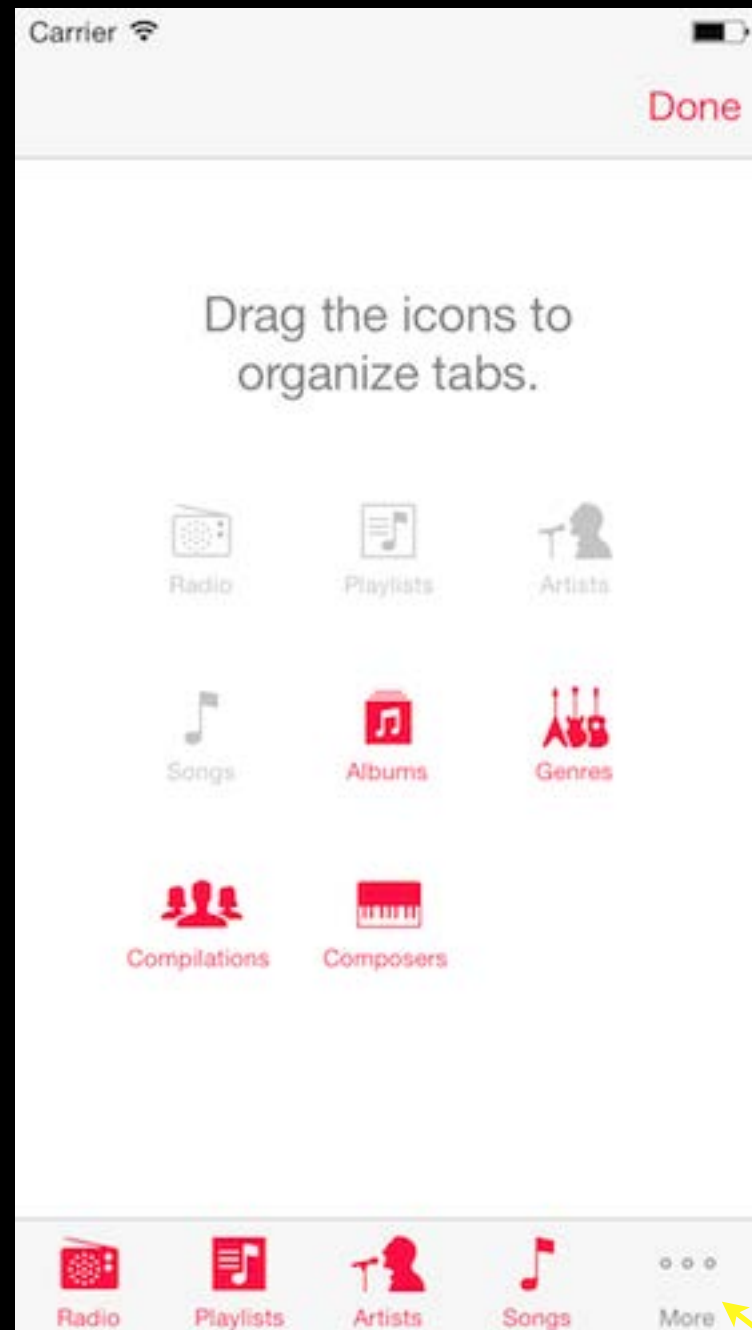 Carrier
Done
Drag the icons to
organize tabs.
Radio Playlists Artists
Songs Albums Genres
Compilations Composers
Radio Playlists Artists Songs More